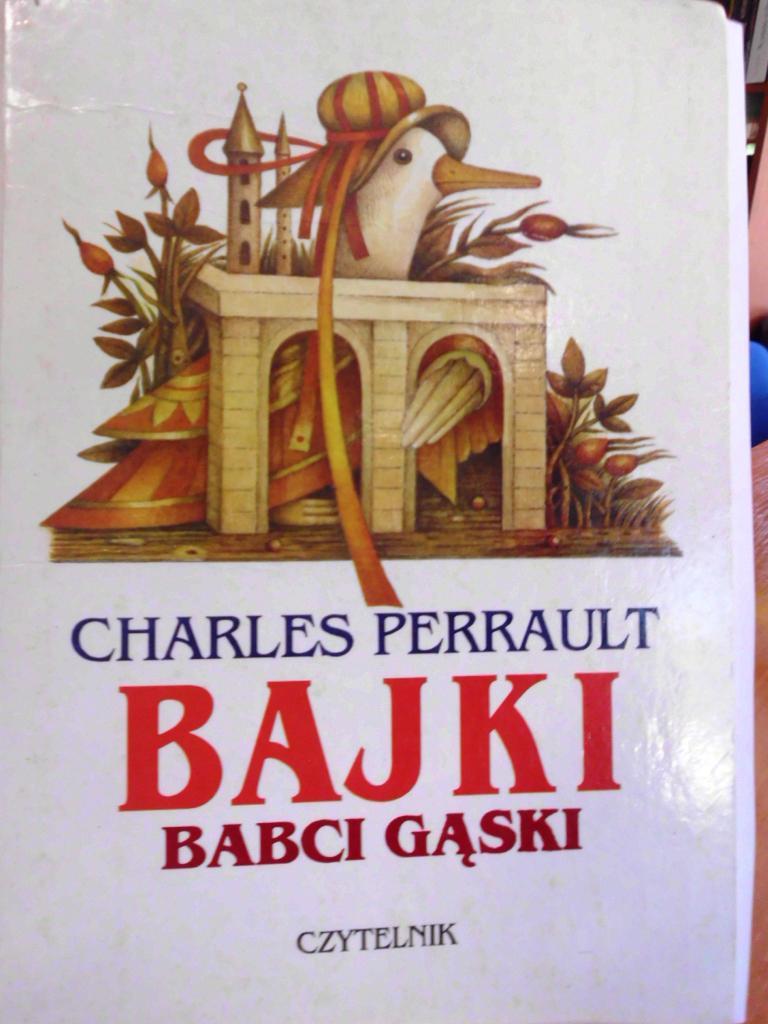 CHARLES PERRAULT
BAJKI
BABCI GĄSKI
CZYTELNIK